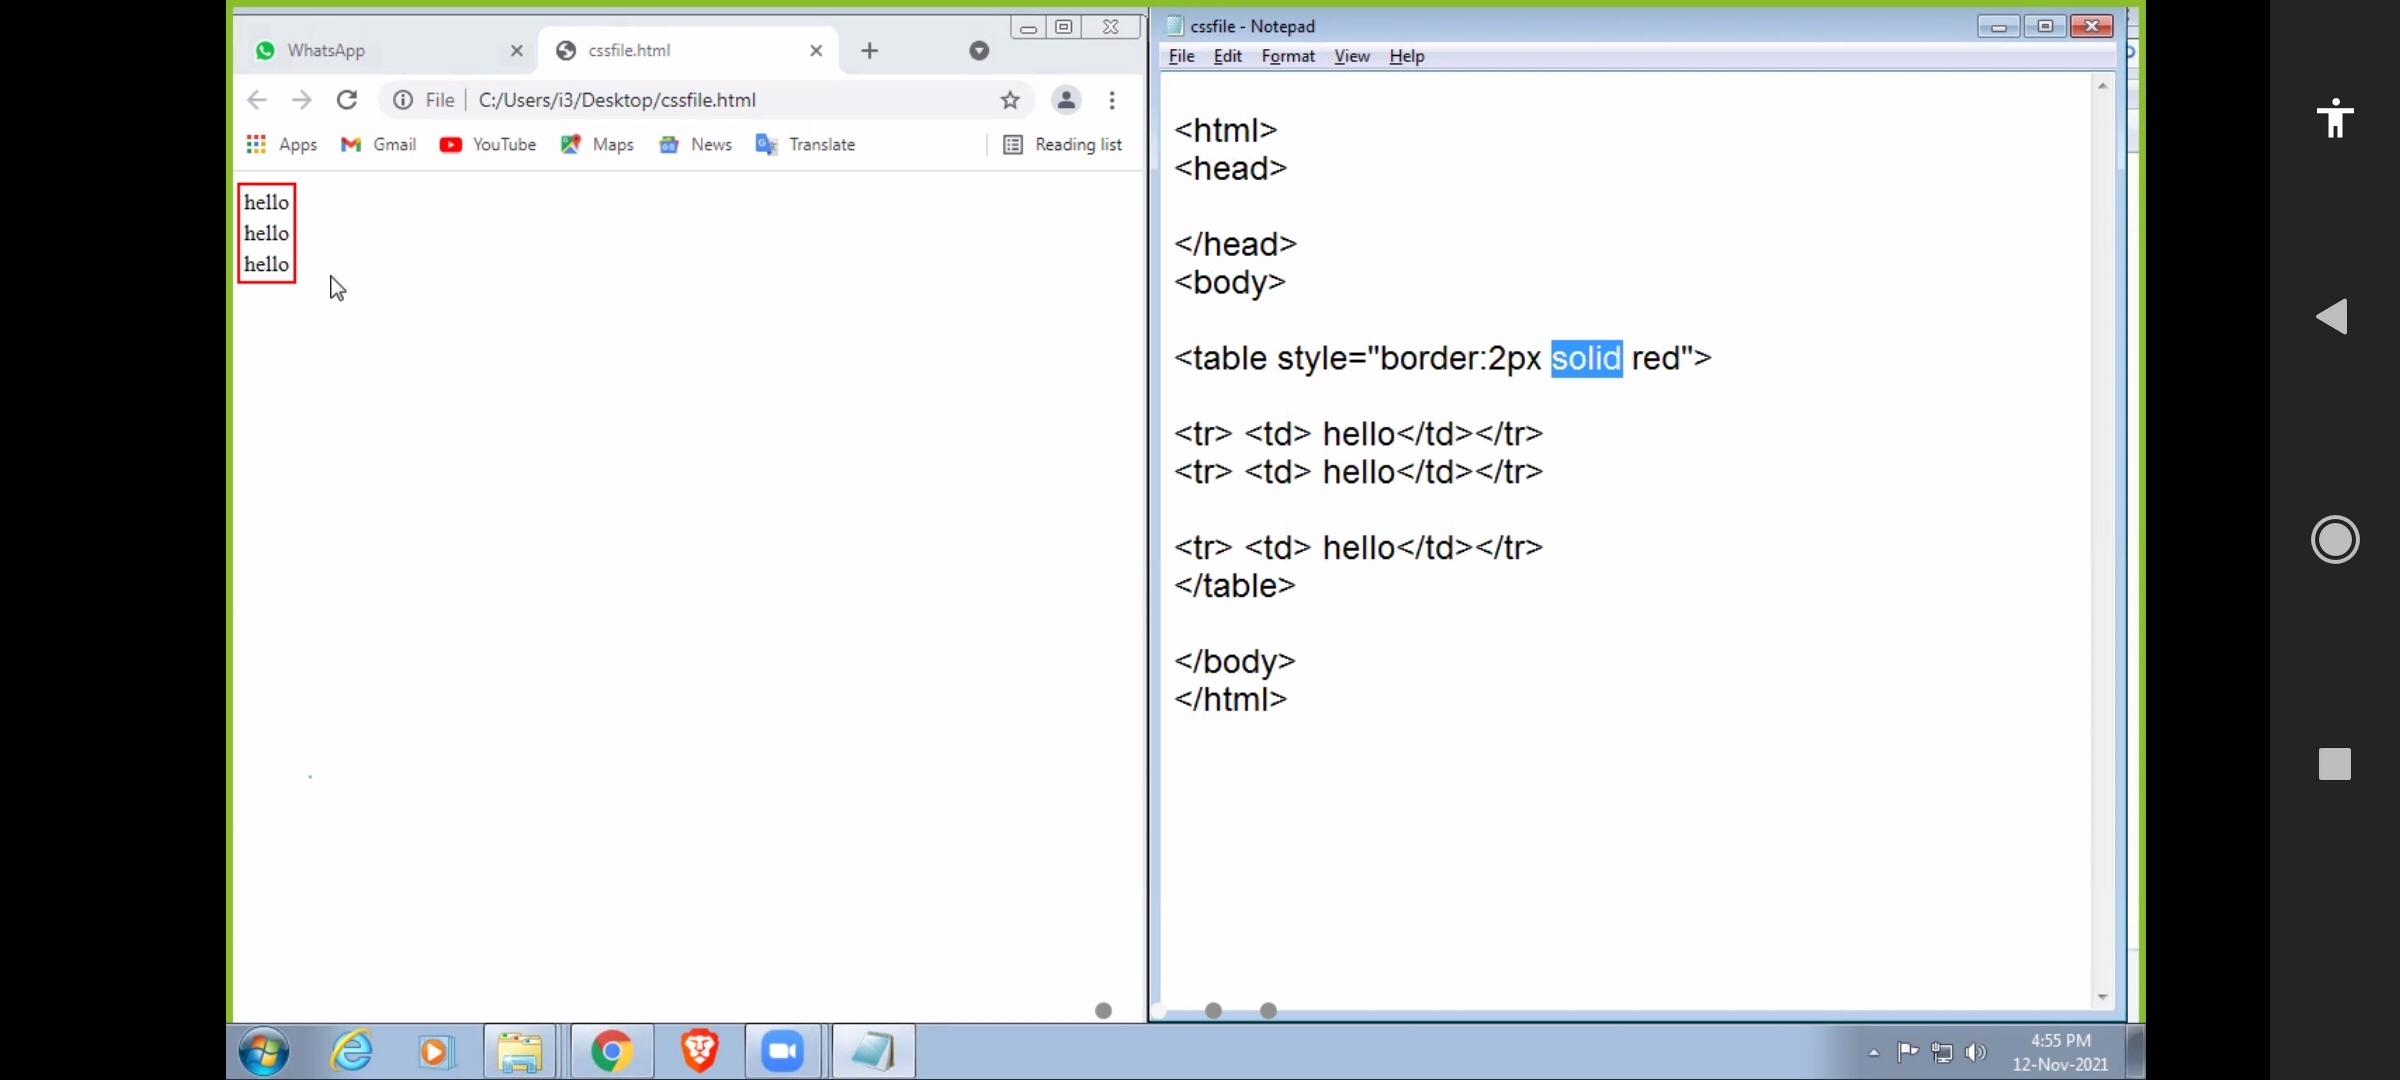 WhatsApp
cssfile.html
File C:/Users/i3/Desktop/cssfile.html
Apps Gmail YouTube Maps News Translate Reading list
hello
hello
hello
cssfile - Notepad
File Edit Format View Help
<html>
<head>
</head>
<body>
<table style="border:2px solid red">
<tr> <td> hello</td></tr>
<tr> <td> hello</td></tr>
<tr> <td> hello</td></tr>
</table>
</body>
</html>
4:55 PM
12-Nov-2021